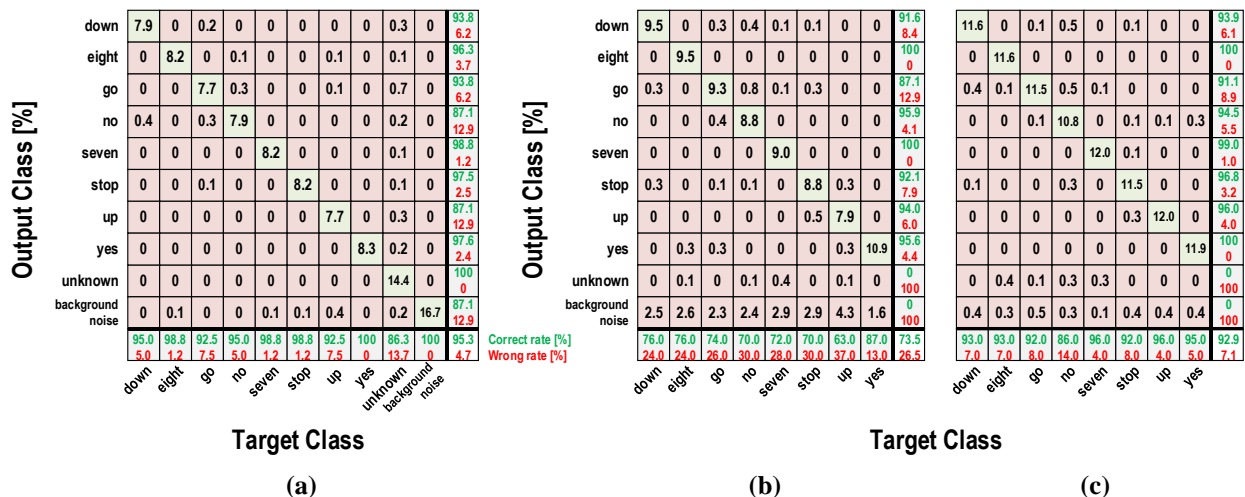 down 7.9 0 0.2 0 0 0 0 0 0.3 0 93.8 6.2
eight 0 8.2 0 0.1 0 0 0.1 0 0.1 0 96.3 3.7
go 0 0 7.7 0.3 0 0 0.1 0 0.7 0 93.8 6.2
no 0.4 0 0.3 7.9 0 0 0 0 0.2 0 87.1 12.9
seven 0 0 0 0 8.2 0 0 0 0.1 0 98.8 1.2
stop 0 0 0.1 0 0 8.2 0 0 0.1 0 97.5 2.5
up 0 0 0 0 0 0 7.7 0 0.3 0 87.1 12.9
yes 0 0 0 0 0 0 0 8.3 0.2 0 97.6 2.4
unknown 0 0 0 0 0 0 0 0 14.4 0 100 0
background noise 0 0.1 0 0 0.1 0.1 0.4 0 0.2 16.7 87.1 12.9
95.0 98.8 92.5 95.0 98.8 98.8 92.5 100 86.3 100 95.3 Correct rate [%]
5.0 1.2 7.5 5.0 1.2 1.2 7.5 0 13.7 0 4.7 Wrong rate [%]
down eight go no seven stop up yes unknown background noise
Output Class [%]
Target Class
(a)
down 9.5 0 0.3 0.4 0.1 0.1 0 0 91.6 8.4
eight 0 9.5 0 0 0 0 0 0 100 0
go 0.3 0 9.3 0.8 0.1 0.3 0 0 87.1 12.9
no 0 0 0.4 8.8 0 0 0 0 95.9 4.1
seven 0 0 0 0 9.0 0 0 0 100 0
stop 0.3 0 0.1 0.1 0 8.8 0.3 0 92.1 7.9
up 0 0 0 0 0 0.5 7.9 0 94.0 6.0
yes 0 0.3 0.3 0 0 0 0.3 10.9 95.6 4.4
unknown 0 0.1 0 0.1 0.4 0 0.1 0 0 100
background noise 2.5 2.6 2.3 2.4 2.9 2.9 4.3 1.6 0 100
76.0 76.0 74.0 70.0 72.0 70.0 63.0 87.0 73.5
24.0 24.0 26.0 30.0 28.0 30.0 37.0 13.0 26.5
down eight go no seven stop up yes
Output Class [%]
(b)
down 11.6 0 0.1 0.5 0 0.1 0 0 93.9 6.1
eight 0 11.6 0 0 0 0 0 0 100 0
go 0.4 0.1 11.5 0.5 0.1 0 0 0 91.1 8.9
no 0 0 0.1 10.8 0 0.1 0.1 0.3 94.5 5.5
seven 0 0 0 0 12.0 0.1 0 0 99.0 1.0
stop 0.1 0 0 0.3 0 11.5 0 0 96.8 3.2
up 0 0 0 0 0 0.3 12.0 0 96.0 4.0
yes 0 0 0 0 0 0 0 11.9 100 0
unknown 0 0.4 0.1 0.3 0.3 0 0 0 0 100
background noise 0.4 0.3 0.5 0.3 0.1 0.4 0.4 0.4 0 100
93.0 93.0 92.0 86.0 96.0 92.0 96.0 95.0 92.9
7.0 7.0 8.0 14.0 4.0 8.0 4.0 5.0 7.1
down eight go no seven stop up yes
Target Class
(c)